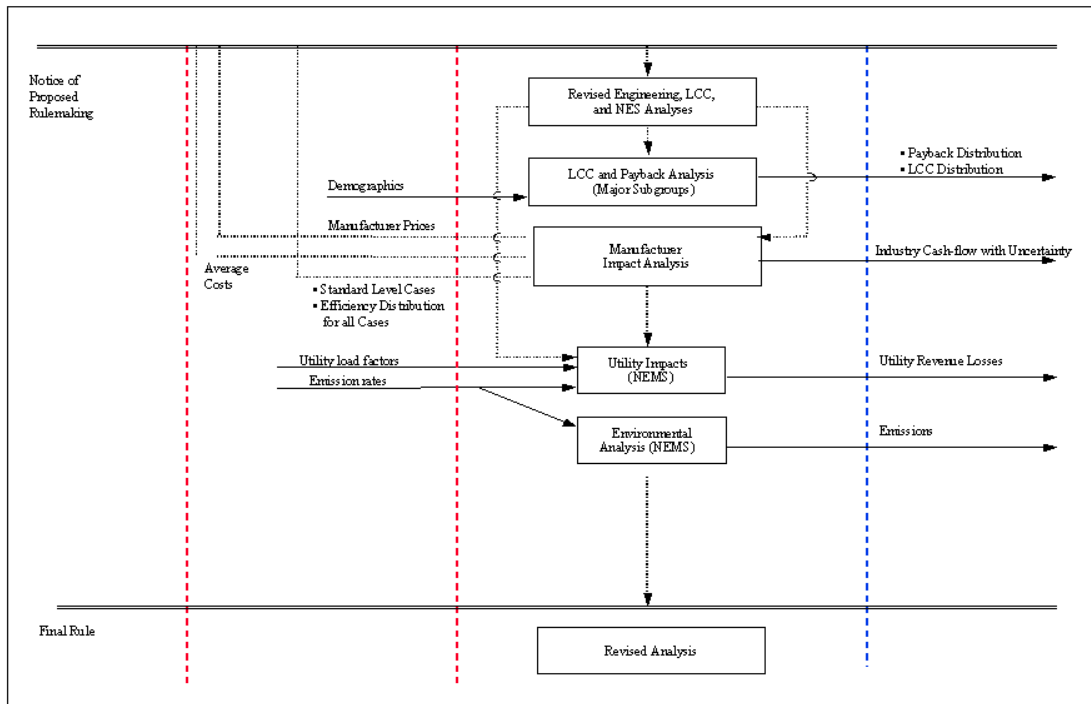 Notice of
Proposed
Rulemaking
Revised Engineering, LCC,
and NES Analyses
▪ Payback Distribution
▪ LCC Distribution
LCC and Payback Analysis
(Major Subgroups)
Demographics
Manufacturer Prices
Manufacturer
Impact Analysis
Industry Cash-flow with Uncertainty
Average
Costs
▪ Standard Level Cases
▪ Efficiency Distribution
for all Cases
Utility load factors
Emission rates
Utility Impacts
(NEMS)
Utility Revenue Losses
Environmental
Analysis (NEMS)
Emissions
Final Rule
Revised Analysis